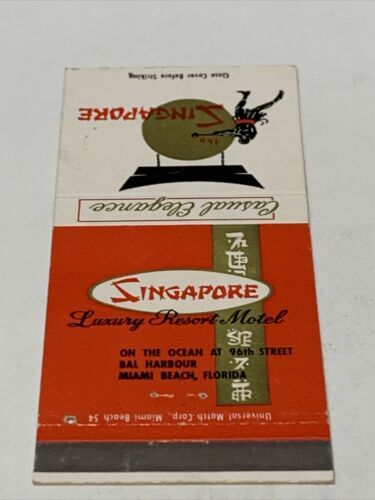 Close Cover Before Striking
the
SINGAPORE
Casual Elegance
SINGAPORE
Luxury Resort Motel
ON THE OCEAN AT 96th STREET
BAL HARBOUR
MIAMI BEACH, FLORIDA
Universal Match Corp., Miami Beach 54